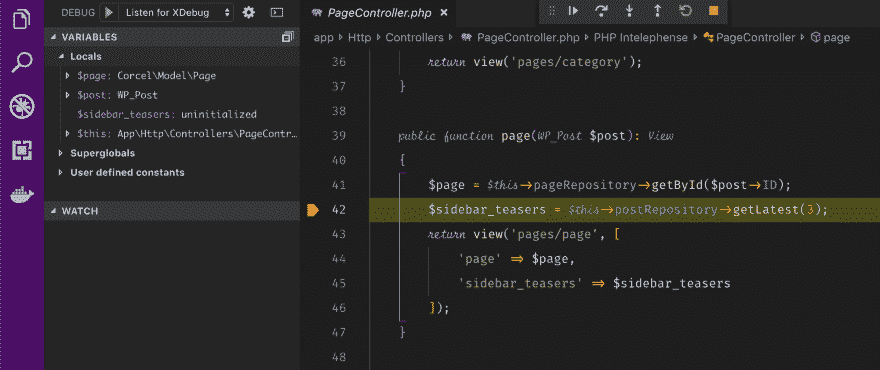 DEBUG Listen for XDebug
VARIABLES
Locals
$page: Corcel\Model\Page
$post: WP_Post
$sidebar_teasers: uninitialized
$this: App\Http\Controllers\PageContr...
Superglobals
User defined constants
WATCH
PageController.php ×
app › Http › Controllers › PageController.php › PHP Intelephense › PageController › page
36 return view('pages/category');
37 }
38
39 public function page(WP_Post $post): View
40 {
41 $page = $this->pageRepository->getById($post->ID);
42 $sidebar_teasers = $this->postRepository->getLatest(3);
43 return view('pages/page', [
44 'page' => $page,
45 'sidebar_teasers' => $sidebar_teasers
46 ]);
47 }
48